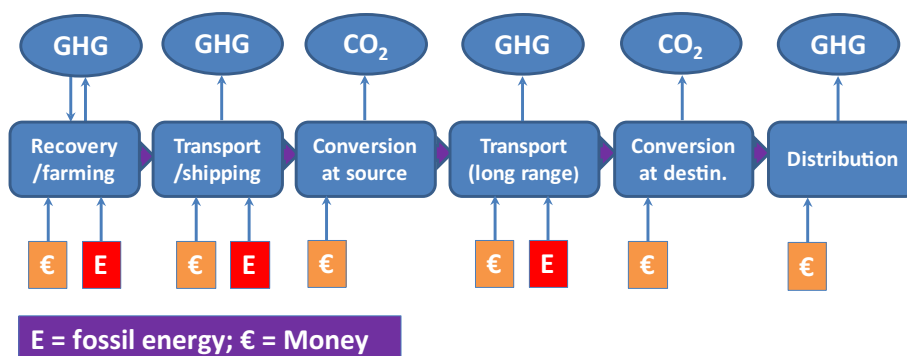 GHG
GHG
CO₂
GHG
CO₂
GHG
Recovery
/farming
Transport
/shipping
Conversion
at source
Transport
(long range)
Conversion
at destin.
Distribution
€
E
€
E
€
€
E
€
€
E = fossil energy; € = Money